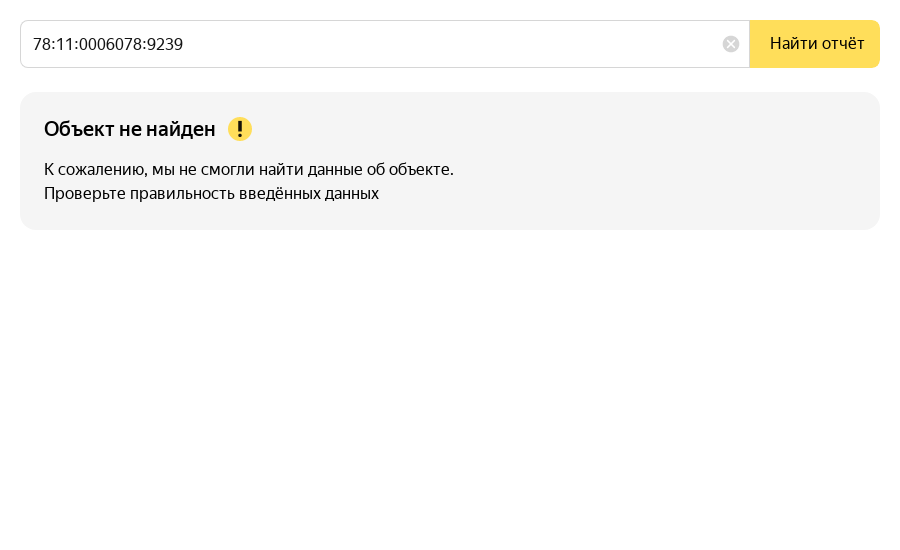 78:11:0006078:9239
Найти отчёт
Объект не найден
К сожалению, мы не смогли найти данные об объекте.
Проверьте правильность введённых данных